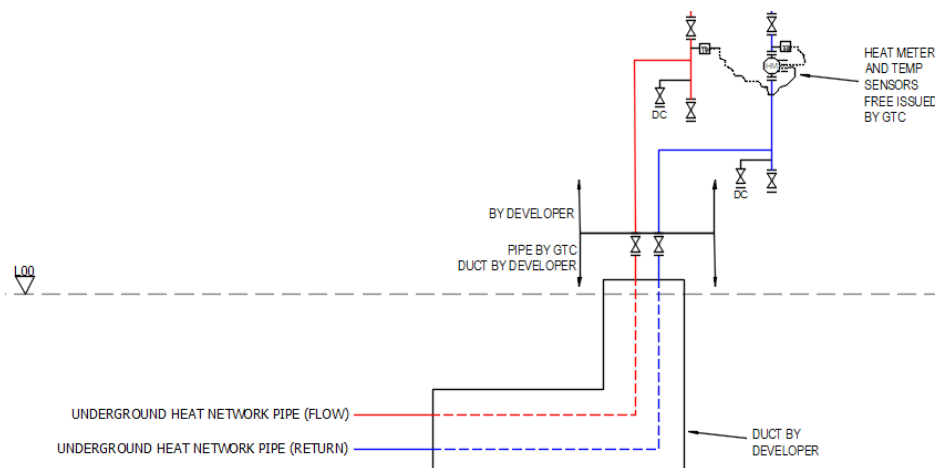 HEAT METER
AND TEMP
SENSORS
FREE ISSUED
BY GTC
HM
DC
DC
BY DEVELOPER
PIPE BY GTC
DUCT BY DEVELOPER
L00
UNDERGROUND HEAT NETWORK PIPE (FLOW)
UNDERGROUND HEAT NETWORK PIPE (RETURN)
DUCT BY
DEVELOPER